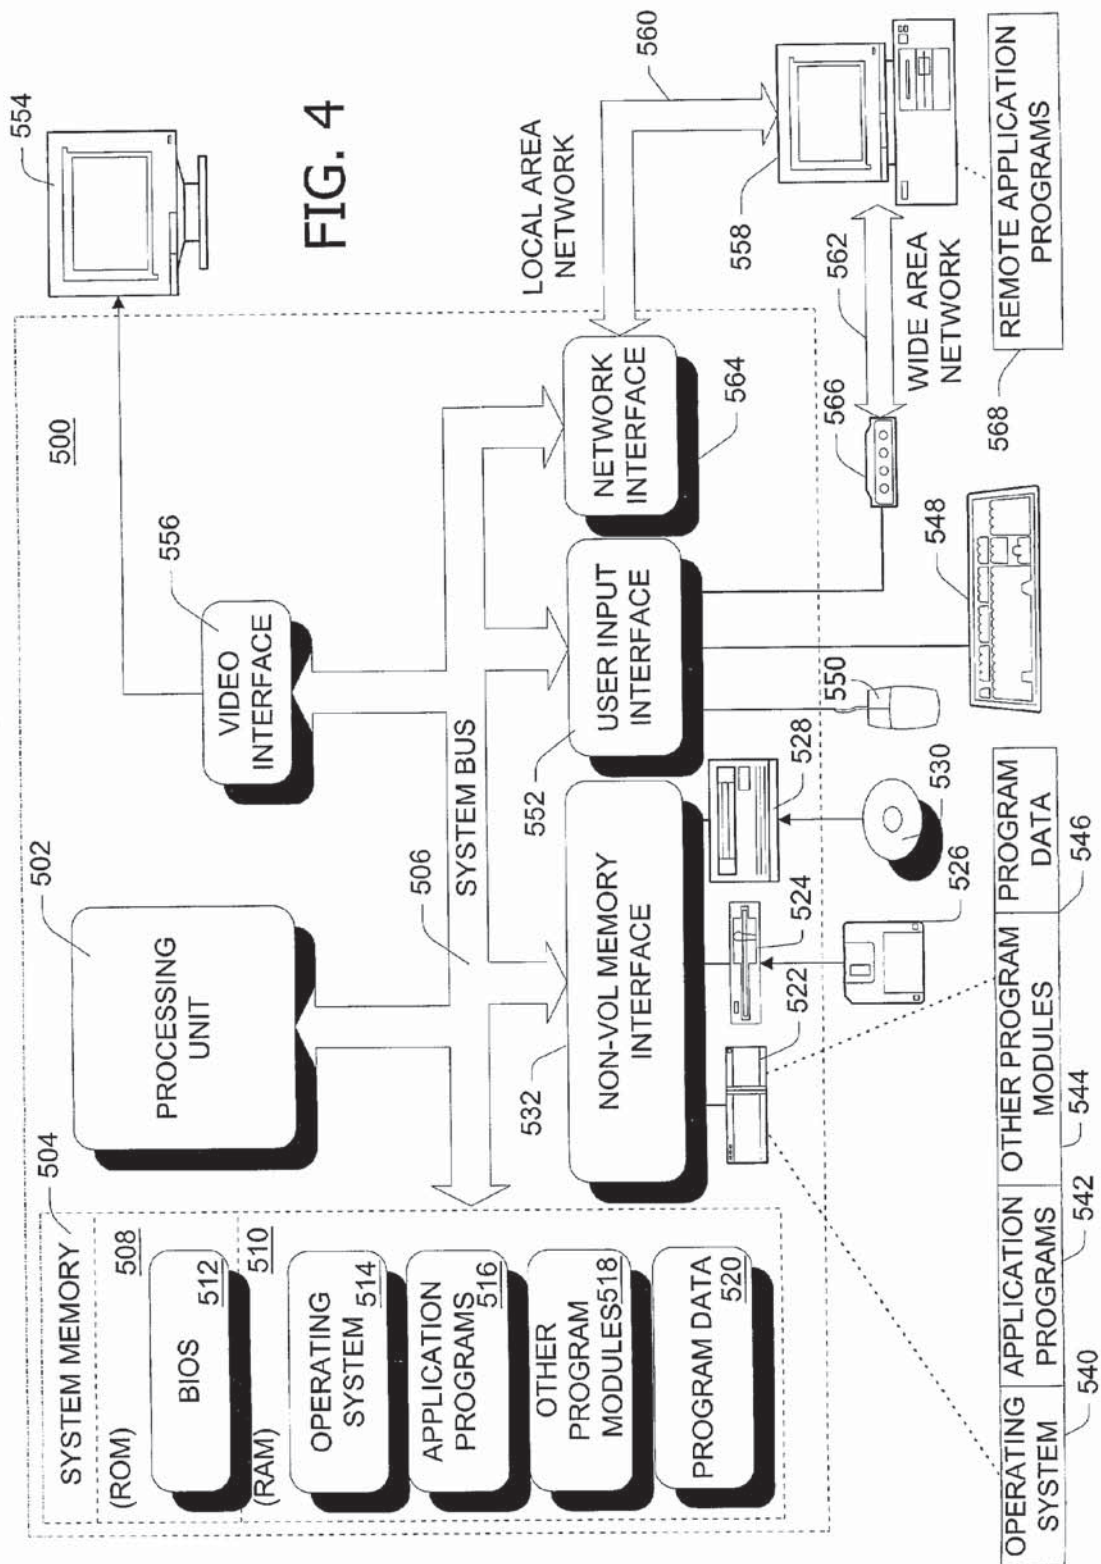 FIG. 4
500
554
SYSTEM MEMORY
504
(ROM)
508
BIOS
512
(RAM)
510
OPERATING
SYSTEM
514
APPLICATION
PROGRAMS
516
OTHER
PROGRAM
MODULES
518
PROGRAM DATA
520
PROCESSING
UNIT
502
506
SYSTEM BUS
VIDEO
INTERFACE
556
NON-VOL MEMORY
INTERFACE
532
USER INPUT
INTERFACE
552
NETWORK
INTERFACE
564
LOCAL AREA
NETWORK
560
558
562
WIDE AREA
NETWORK
566
REMOTE APPLICATION
PROGRAMS
568
522
524
526
528
530
550
548
OPERATING
SYSTEM
540
APPLICATION
PROGRAMS
542
OTHER PROGRAM
MODULES
544
PROGRAM
DATA
546